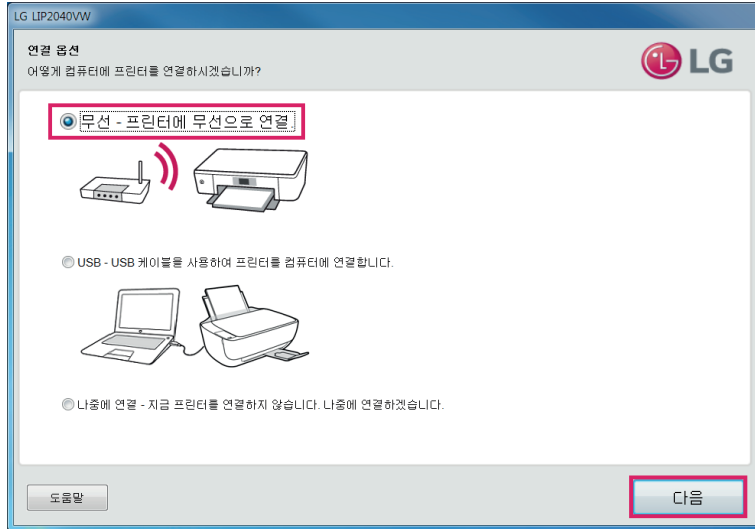 LG LIP2040VW
연결 옵션
어떻게 컴퓨터에 프린터를 연결하시겠습니까?
LG
무선 - 프린터에 무선으로 연결.
USB - USB 케이블을 사용하여 프린터를 컴퓨터에 연결합니다.
나중에 연결 - 지금 프린터를 연결하지 않습니다. 나중에 연결하겠습니다.
도움말
다음